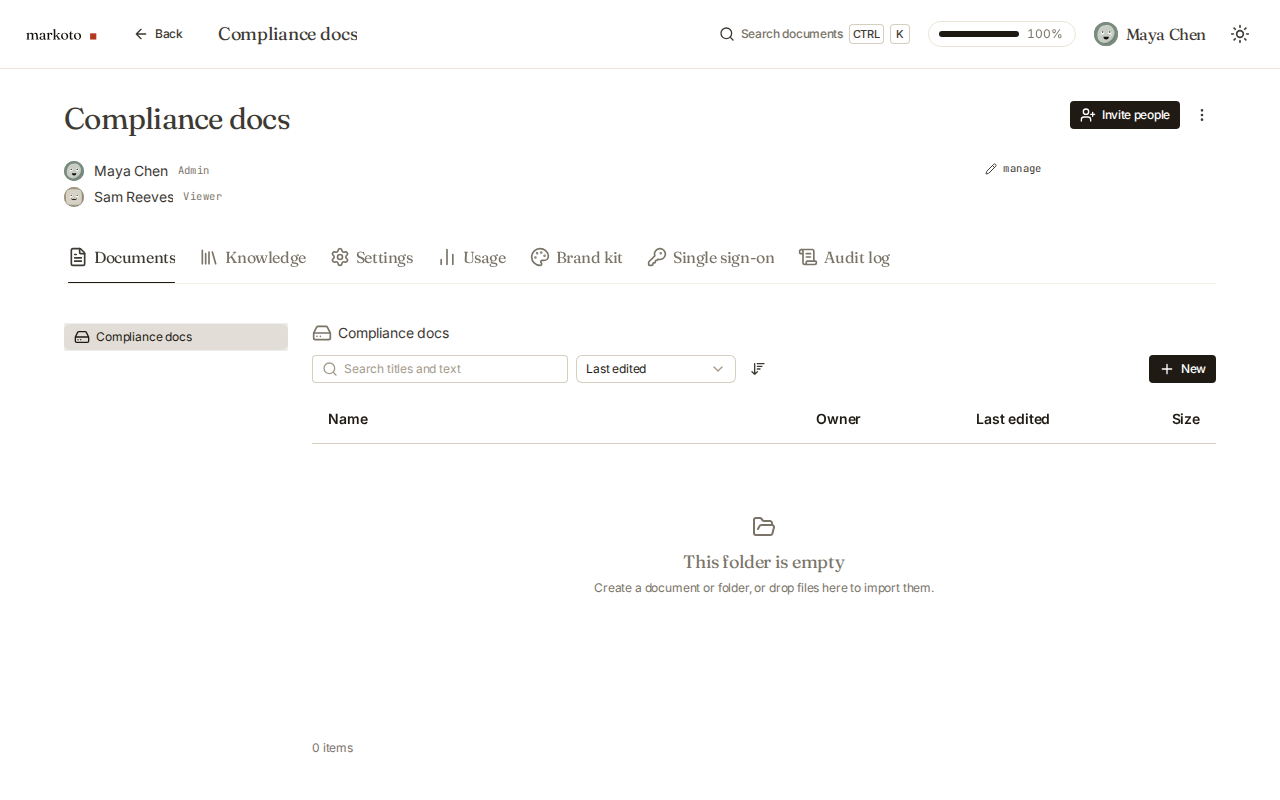 markoto
Back
Compliance docs
Search documents CTRL K
100%
Maya Chen
Compliance docs
Invite people
Maya Chen Admin
manage
Sam Reeves Viewer
Documents
Knowledge
Settings
Usage
Brand kit
Single sign-on
Audit log
Compliance docs
Compliance docs
Search titles and text
Last edited
New
Name
Owner
Last edited
Size
This folder is empty
Create a document or folder, or drop files here to import them.
0 items